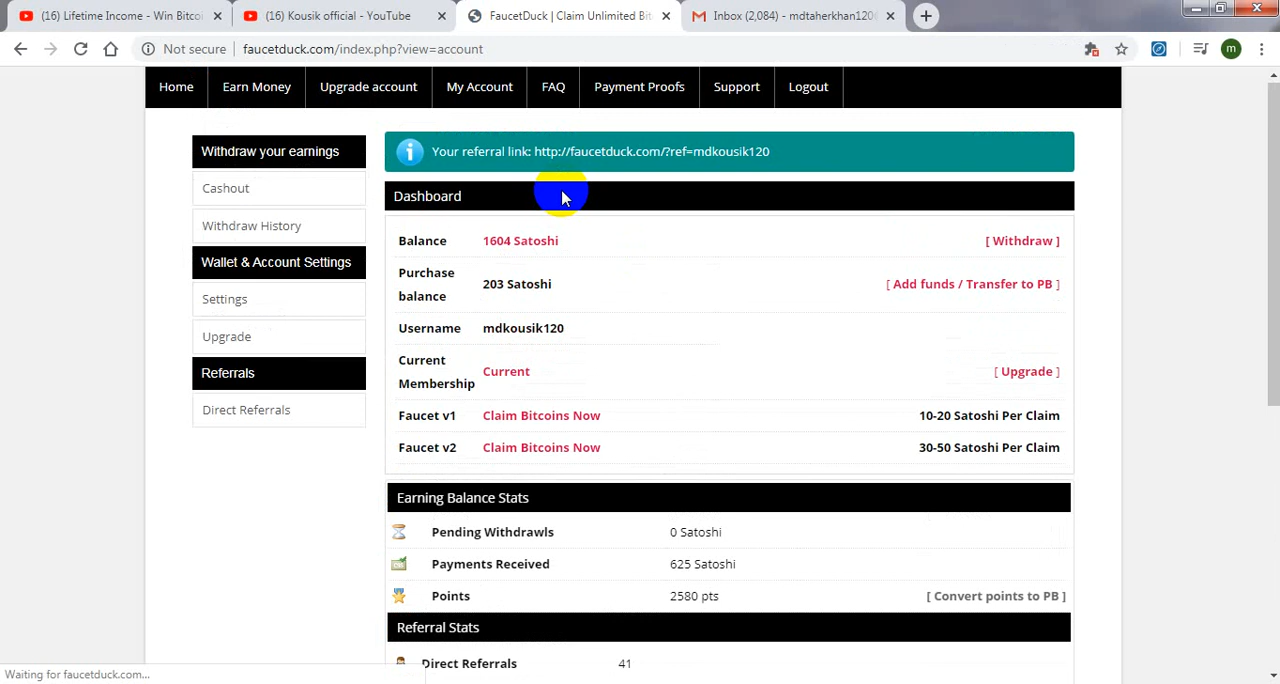 (16) Lifetime Income - Win Bitco
(16) Kousik official - YouTube
FaucetDuck | Claim Unlimited Bit
Inbox (2,084) - mdtaherkhan120
Not secure
faucetduck.com/index.php?view=account
m
Home
Earn Money
Upgrade account
My Account
FAQ
Payment Proofs
Support
Logout
Withdraw your earnings
Cashout
Withdraw History
Wallet & Account Settings
Settings
Upgrade
Referrals
Direct Referrals
Your referral link: http://faucetduck.com/?ref=mdkousik120
Dashboard
Balance 1604 Satoshi [ Withdraw ]
Purchase
balance
203 Satoshi [ Add funds / Transfer to PB ]
Username mdkousik120
Current
Membership
Current [ Upgrade ]
Faucet v1 Claim Bitcoins Now 10-20 Satoshi Per Claim
Faucet v2 Claim Bitcoins Now 30-50 Satoshi Per Claim
Earning Balance Stats
Pending Withdrawls 0 Satoshi
Payments Received 625 Satoshi
Points 2580 pts [ Convert points to PB ]
Referral Stats
Direct Referrals 41
Waiting for faucetduck.com...